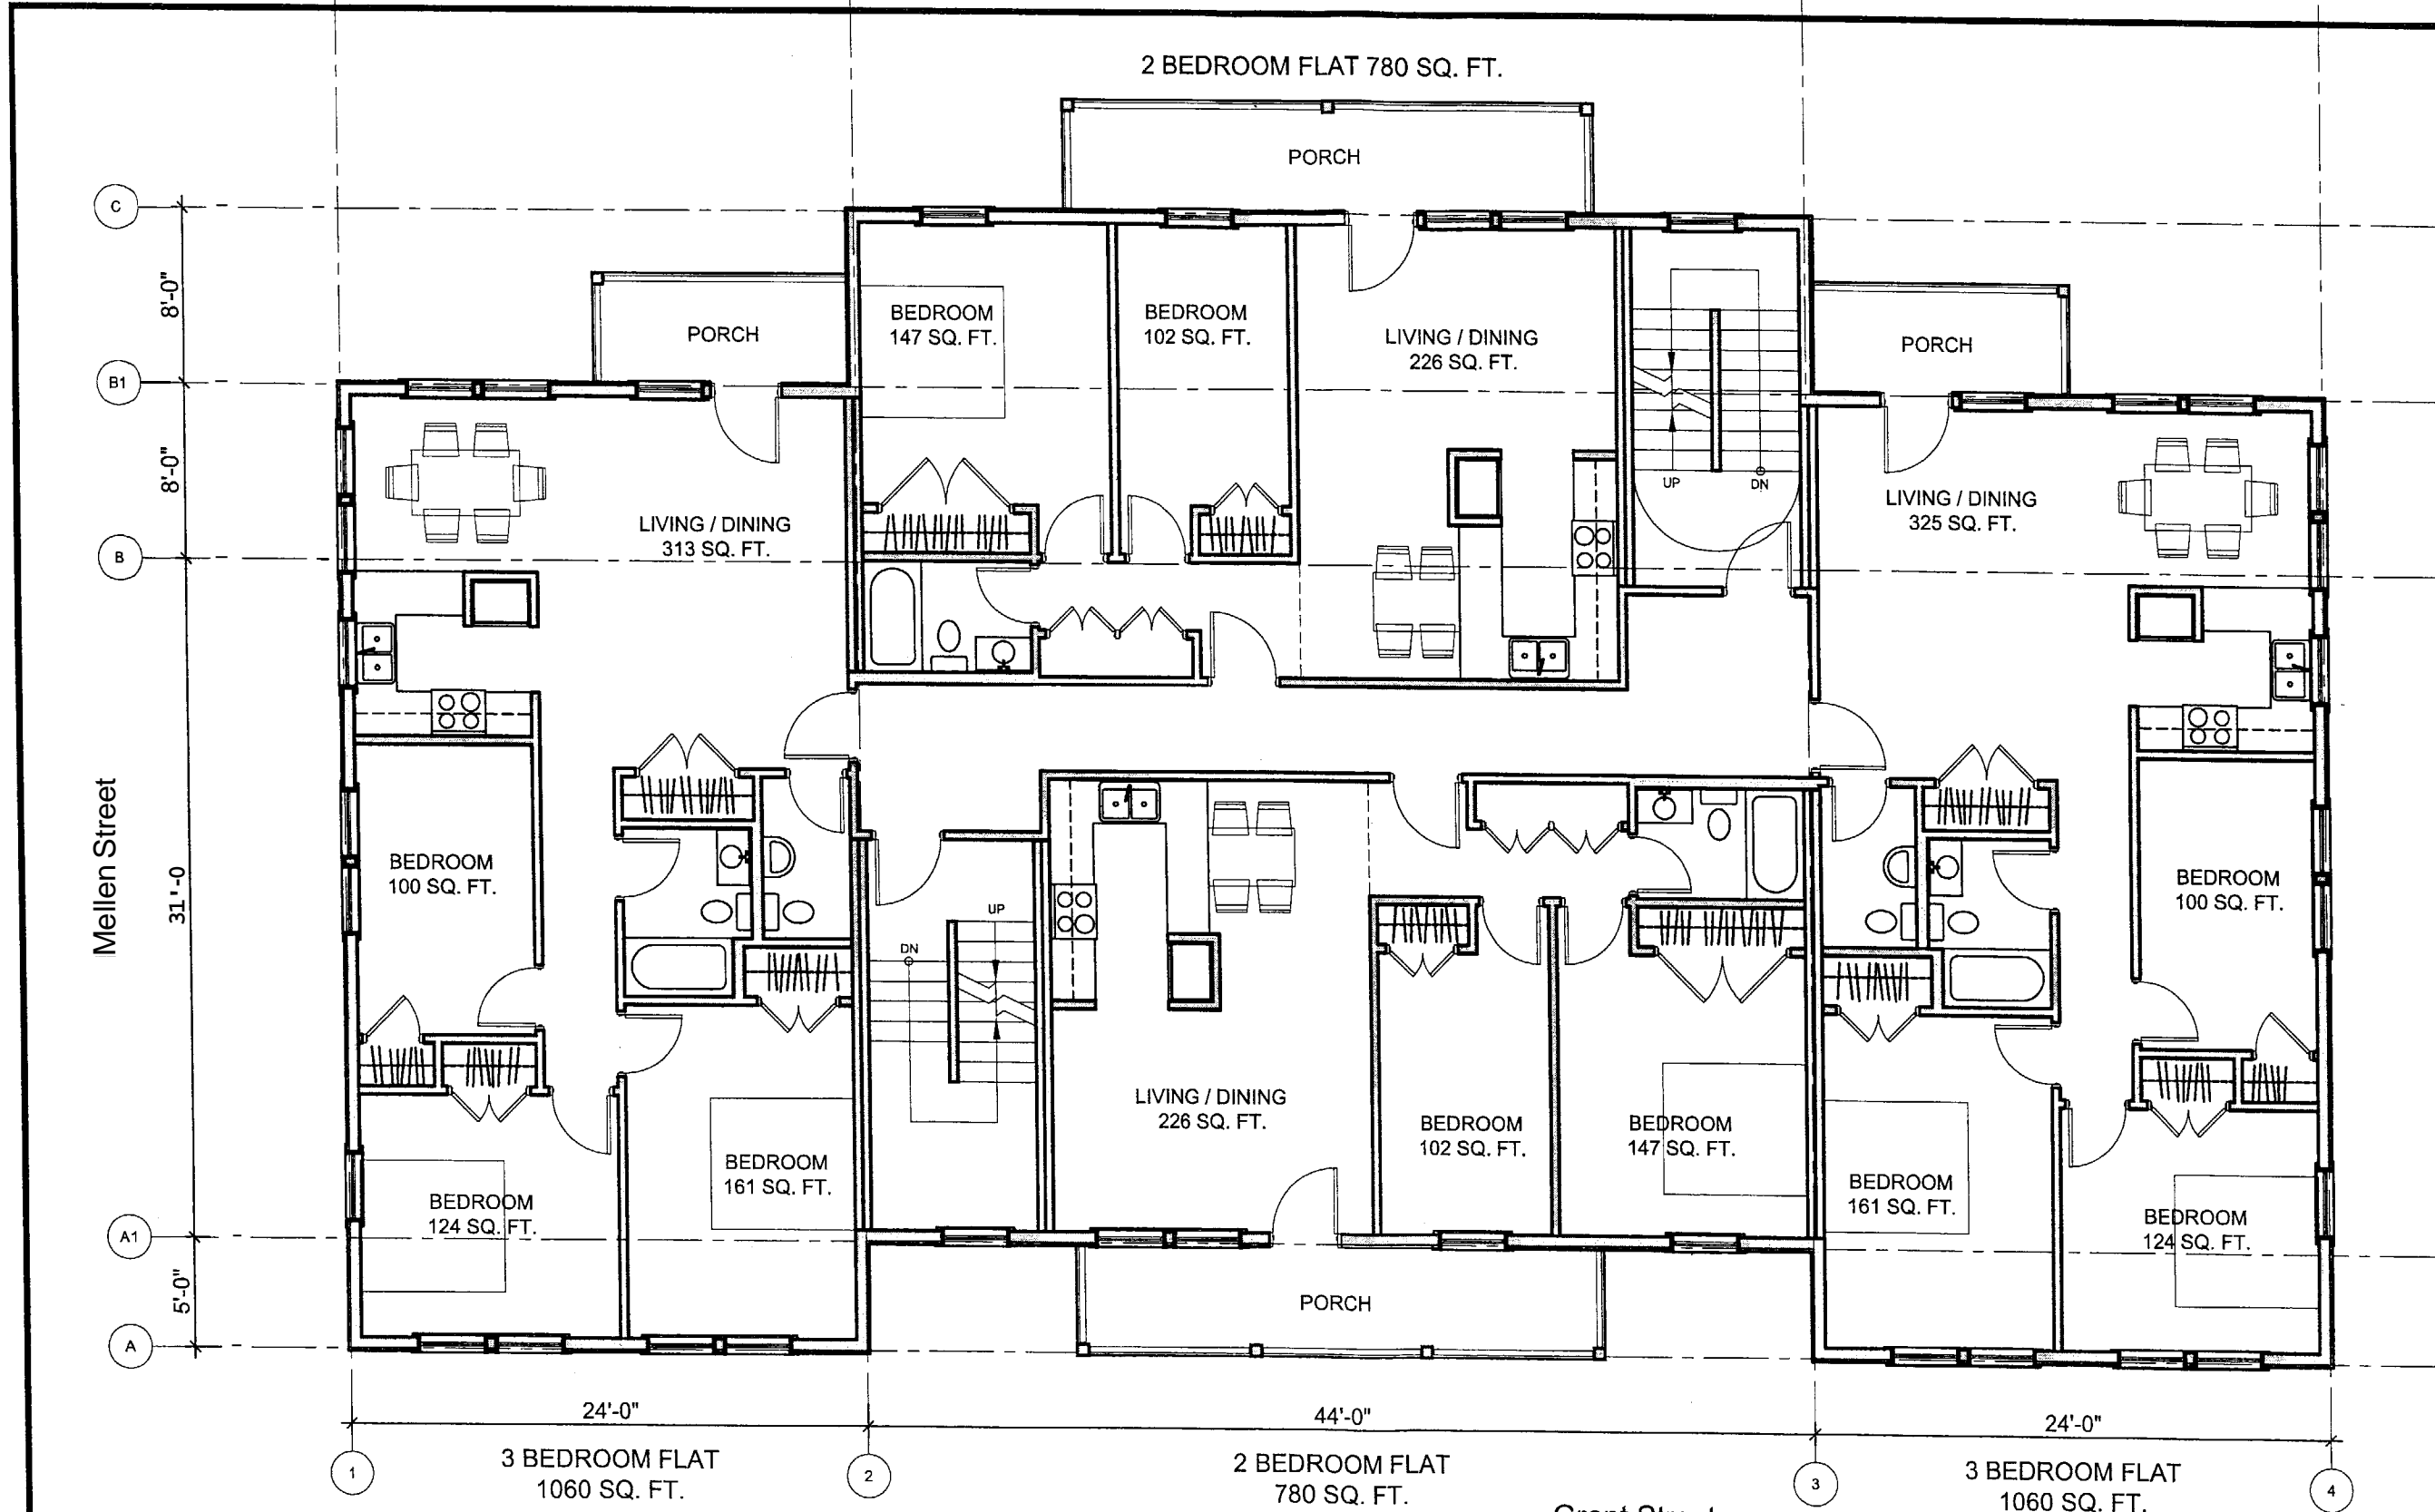 2 BEDROOM FLAT 780 SQ. FT.
PORCH
C
8'-0"
BEDROOM
147 SQ. FT.
BEDROOM
102 SQ. FT.
LIVING / DINING
226 SQ. FT.
PORCH
PORCH
B1
8'-0"
UP
DN
LIVING / DINING
313 SQ. FT.
LIVING / DINING
325 SQ. FT.
B
Mellen Street
31'-0
BEDROOM
100 SQ. FT.
BEDROOM
100 SQ. FT.
UP
DN
LIVING / DINING
226 SQ. FT.
BEDROOM
102 SQ. FT.
BEDROOM
147 SQ. FT.
BEDROOM
161 SQ. FT.
BEDROOM
124 SQ. FT.
BEDROOM
161 SQ. FT.
BEDROOM
124 SQ. FT.
A1
5'-0"
PORCH
A
24'-0"
44'-0"
24'-0"
1
3 BEDROOM FLAT
1060 SQ. FT.
2
2 BEDROOM FLAT
780 SQ. FT.
3
3 BEDROOM FLAT
1060 SQ. FT.
4